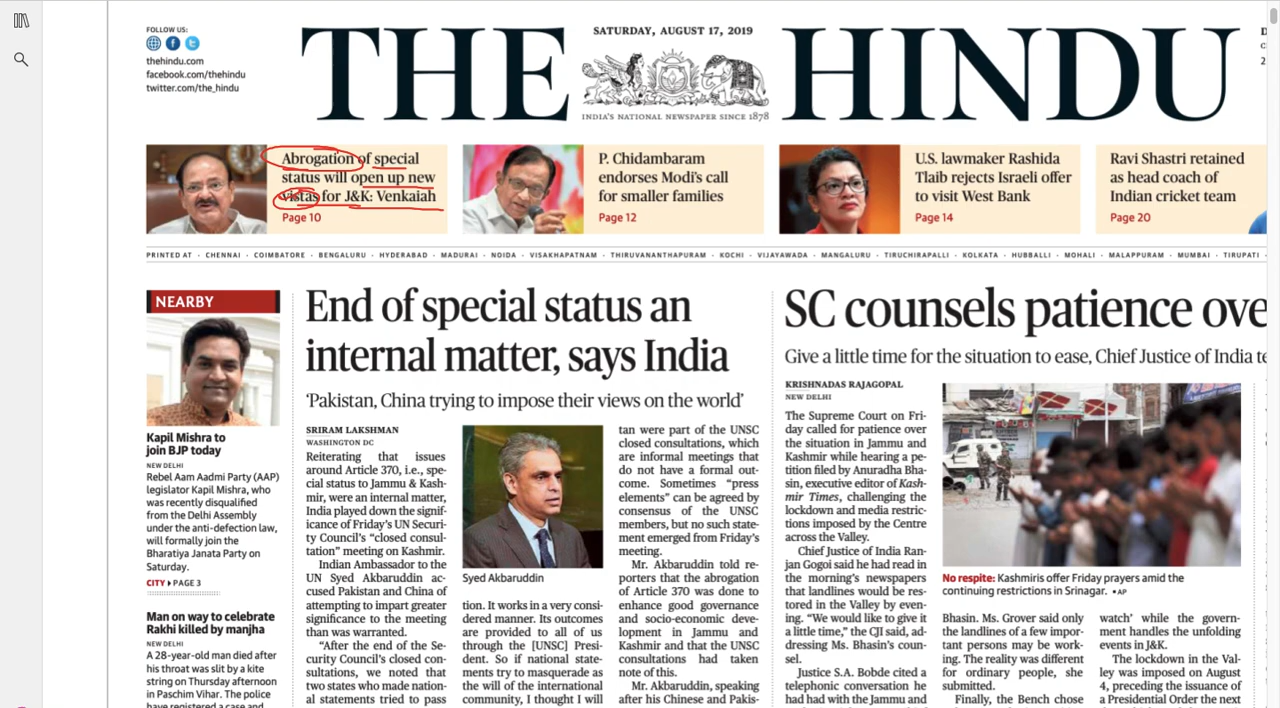 FOLLOW US:
thehindu.com
facebook.com/thehindu
twitter.com/the_hindu
SATURDAY, AUGUST 17, 2019
THE HINDU
INDIA'S NATIONAL NEWSPAPER SINCE 1878
Abrogation of special
status will open up new
vistas for J&K: Venkaiah
Page 10
P. Chidambaram
endorses Modi's call
for smaller families
Page 12
U.S. lawmaker Rashida
Tlaib rejects Israeli offer
to visit West Bank
Page 14
Ravi Shastri retained
as head coach of
Indian cricket team
Page 20
PRINTED AT · CHENNAI · COIMBATORE · BENGALURU · HYDERABAD · MADURAI · NOIDA · VISAKHAPATNAM · THIRUVANANTHAPURAM · KOCHI · VIJAYAWADA · MANGALURU · TIRUCHIRAPALLI · KOLKATA · HUBBALLI · MOHALI · MALAPPURAM · MUMBAI · TIRUPATI ·
NEARBY
Kapil Mishra to
join BJP today
NEW DELHI
Rebel Aam Aadmi Party (AAP)
legislator Kapil Mishra, who
was recently disqualified
from the Delhi Assembly
under the anti-defection law,
will formally join the
Bharatiya Janata Party on
Saturday.
CITY PAGE 3
Man on way to celebrate
Rakhi killed by manjha
NEW DELHI
A 28-year-old man died after
his throat was slit by a kite
string on Thursday afternoon
in Paschim Vihar. The police
have registered a case and
End of special status an
internal matter, says India
'Pakistan, China trying to impose their views on the world'
SRIRAM LAKSHMAN
WASHINGTON DC
Reiterating that issues
around Article 370, i.e., spe-
cial status to Jammu & Kash-
mir, were an internal matter,
India played down the signif-
icance of Friday's UN Securi-
ty Council's "closed consul-
tation" meeting on Kashmir.
Indian Ambassador to the
UN Syed Akbaruddin ac-
cused Pakistan and China of
attempting to impart greater
significance to the meeting
than was warranted.
"After the end of the Se-
curity Council's closed con-
sultations, we noted that
two states who made nation-
al statements tried to pass
Syed Akbaruddin
tion. It works in a very consi-
dered manner. Its outcomes
are provided to all of us
through the [UNSC] Presi-
dent. So if national state-
ments try to masquerade as
the will of the international
community, I thought I will
tan were part of the UNSC
closed consultations, which
are informal meetings that
do not have a formal out-
come. Sometimes "press
elements" can be agreed by
consensus of the UNSC
members, but no such state-
ment emerged from Friday's
meeting.
Mr. Akbaruddin told re-
porters that the abrogation
of Article 370 was done to
enhance good governance
and socio-economic deve-
lopment in Jammu and
Kashmir and that the UNSC
consultations had taken
note of this.
Mr. Akbaruddin, speaking
after his Chinese and Pakis-
SC counsels patience ove
Give a little time for the situation to ease, Chief Justice of India te
KRISHNADAS RAJAGOPAL
NEW DELHI
The Supreme Court on Fri-
day called for patience over
the situation in Jammu and
Kashmir while hearing a pe-
tition filed by Anuradha Bha-
sin, executive editor of Kash-
mir Times, challenging the
lockdown and media restric-
tions imposed by the Centre
across the Valley.
Chief Justice of India Ran-
jan Gogoi said he had read in
the morning's newspapers
that landlines would be res-
tored in the Valley by even-
ing. "We would like to give it
a little time," the CJI said, ad-
dressing Ms. Bhasin's coun-
sel.
Justice S.A. Bobde cited a
telephonic conversation he
had had with the Jammu and
No respite: Kashmiris offer Friday prayers amid the
continuing restrictions in Srinagar. • AP
Bhasin. Ms. Grover said only
the landlines of a few impor-
tant persons may be work-
ing. The reality was different
for ordinary people, she
submitted.
Finally, the Bench chose
watch' while the govern-
ment handles the unfolding
events in J&K.
The lockdown in the Val-
ley was imposed on August
4, preceding the issuance of
a Presidential Order the next